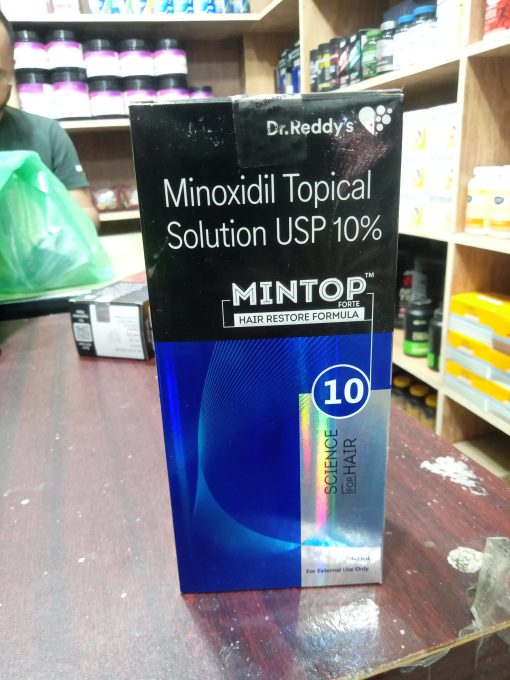 Dr.Reddy's
Minoxidil Topical
Solution USP 10%
MINTOP™
FORTE
HAIR RESTORE FORMULA
10
SCIENCE
FOR HAIR
For External Use Only